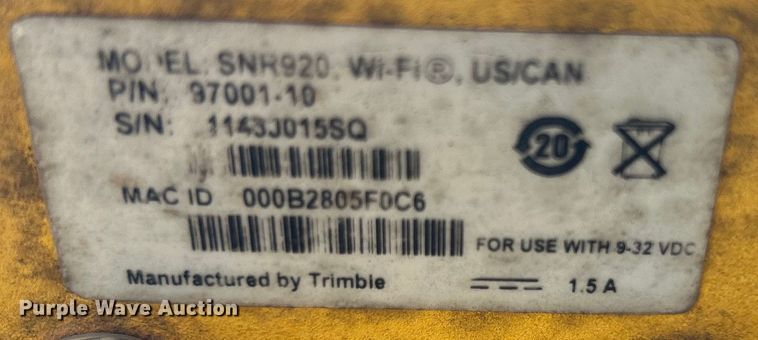 MODEL: SNR920, Wi-Fi®, US/CAN
P/N: 97001-10
S/N: 1143J015SQ
20
MAC ID 000B2805F0C6
FOR USE WITH 9-32 VDC
Manufactured by Trimble
1.5 A
Purple Wave Auction